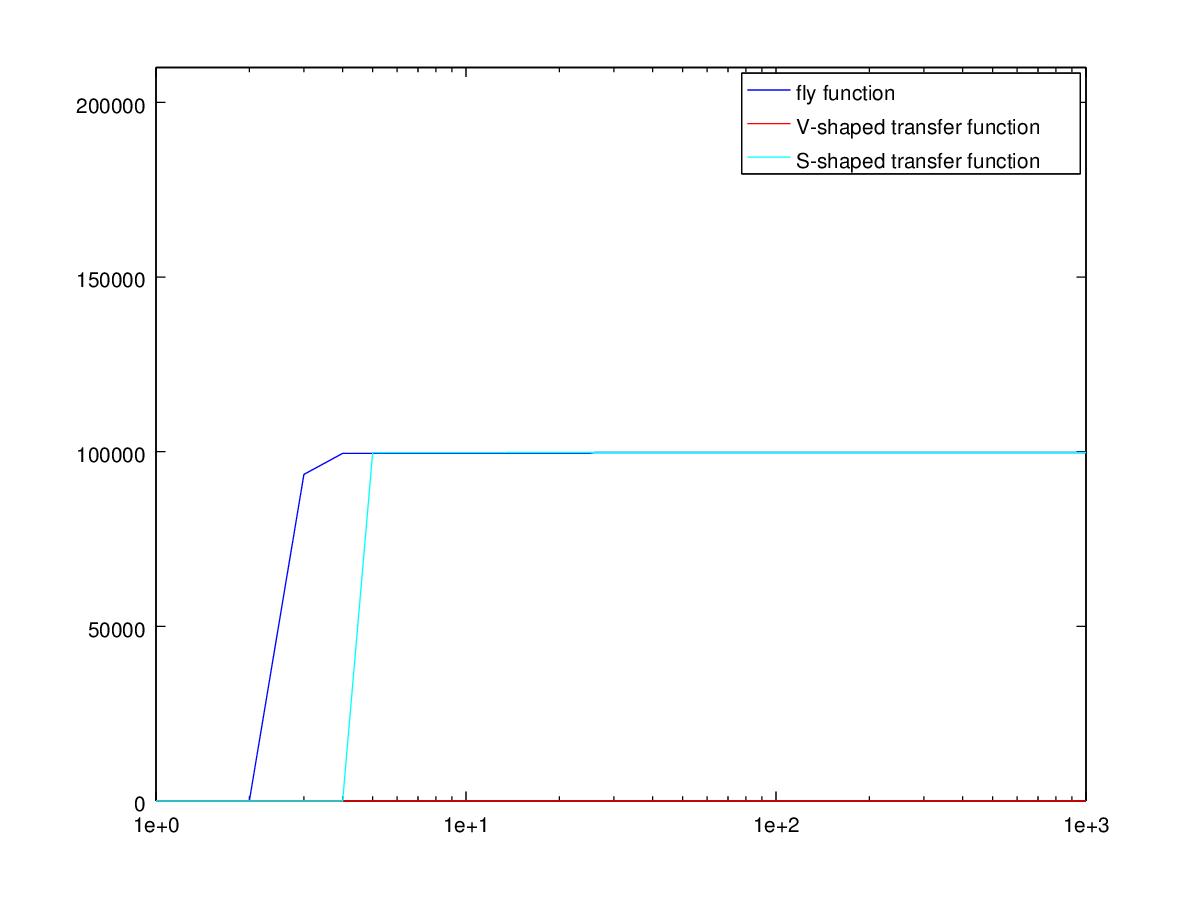 200000
150000
100000
50000
0
1e+0 1e+1 1e+2 1e+3
fly function
V-shaped transfer function
S-shaped transfer function